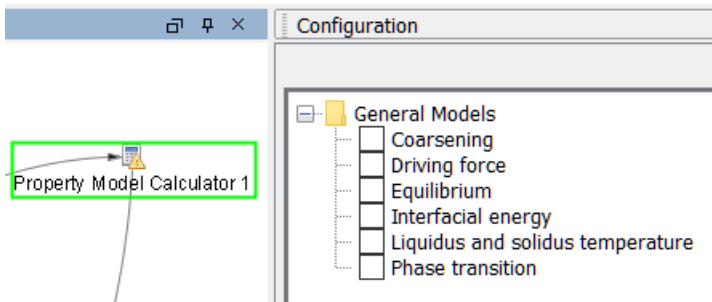 Configuration
Property Model Calculator 1
General Models
Coarsening
Driving force
Equilibrium
Interfacial energy
Liquidus and solidus temperature
Phase transition